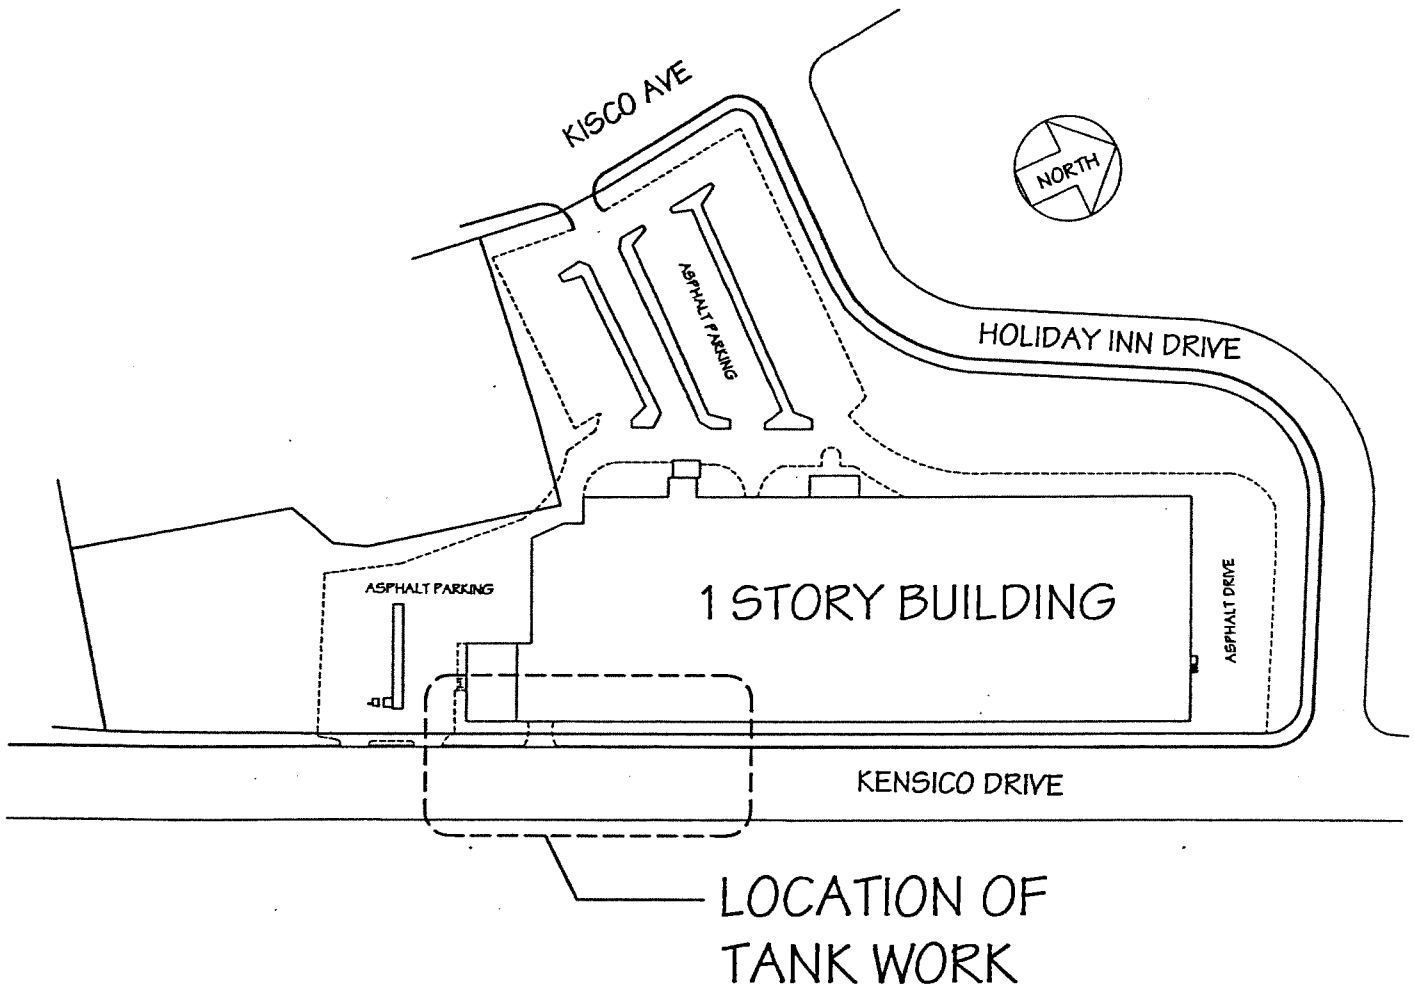 KISCO AVE
NORTH
ASPHALT PARKING
HOLIDAY INN DRIVE
ASPHALT PARKING
1 STORY BUILDING
ASPHALT DRIVE
KENSICO DRIVE
LOCATION OF
TANK WORK